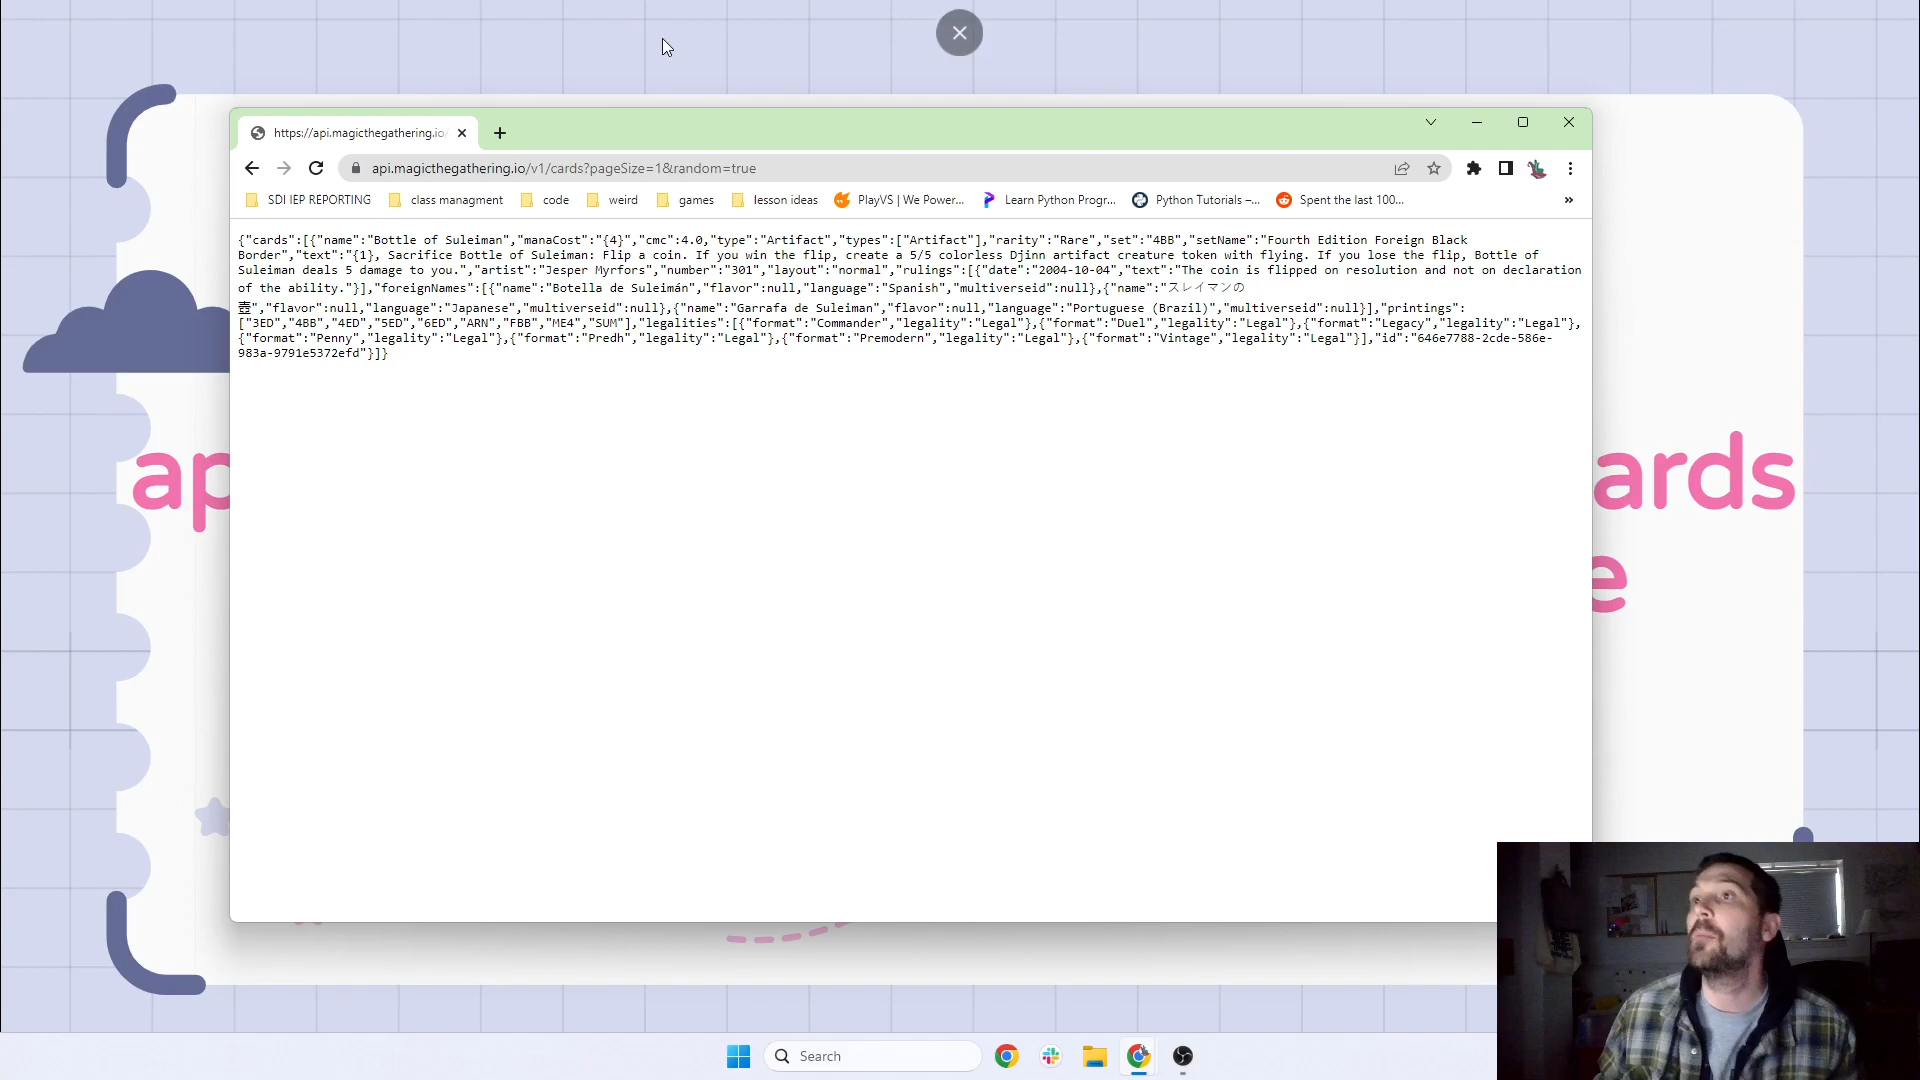 https://api.magicthegathering.io/
api.magicthegathering.io/v1/cards?pageSize=1&random=true
SDI IEP REPORTING
class managment
code
weird
games
lesson ideas
PlayVS | We Power...
Learn Python Progr...
Python Tutorials –...
Spent the last 100...
»
{"cards":[{"name":"Bottle of Suleiman","manaCost":"{4}","cmc":4.0,"type":"Artifact","types":["Artifact"],"rarity":"Rare","set":"4BB","setName":"Fourth Edition Foreign Black
Border","text":"{1}, Sacrifice Bottle of Suleiman: Flip a coin. If you win the flip, create a 5/5 colorless Djinn artifact creature token with flying. If you lose the flip, Bottle of
Suleiman deals 5 damage to you.","artist":"Jesper Myrfors","number":"301","layout":"normal","rulings":[{"date":"2004-10-04","text":"The coin is flipped on resolution and not on declaration
of the ability."}],"foreignNames":[{"name":"Botella de Suleimán","flavor":null,"language":"Spanish","multiverseid":null},{"name":"スレイマンの
壺","flavor":null,"language":"Japanese","multiverseid":null},{"name":"Garrafa de Suleiman","flavor":null,"language":"Portuguese (Brazil)","multiverseid":null}],"printings":
["3ED","4BB","4ED","5ED","6ED","ARN","FBB","ME4","SUM"],"legalities":[{"format":"Commander","legality":"Legal"},{"format":"Duel","legality":"Legal"},{"format":"Legacy","legality":"Legal"},
{"format":"Penny","legality":"Legal"},{"format":"Predh","legality":"Legal"},{"format":"Premodern","legality":"Legal"},{"format":"Vintage","legality":"Legal"}],"id":"646e7788-2cde-586e-
983a-9791e5372efd"}]}
ap
ards
e
Search